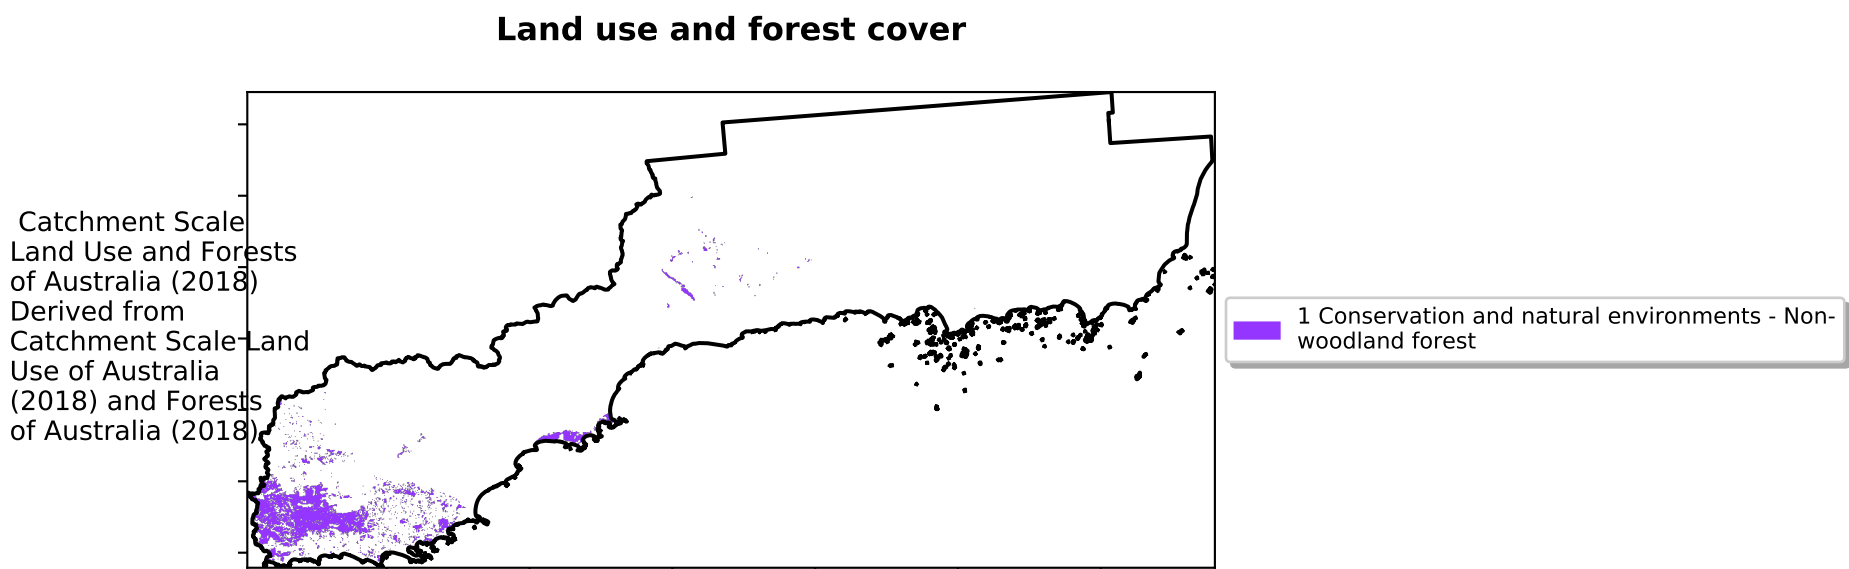 Land use and forest cover
Catchment Scale
Land Use and Forests
of Australia (2018)
Derived from
Catchment Scale Land
Use of Australia
(2018) and Forests
of Australia (2018)
1 Conservation and natural environments - Non-
woodland forest